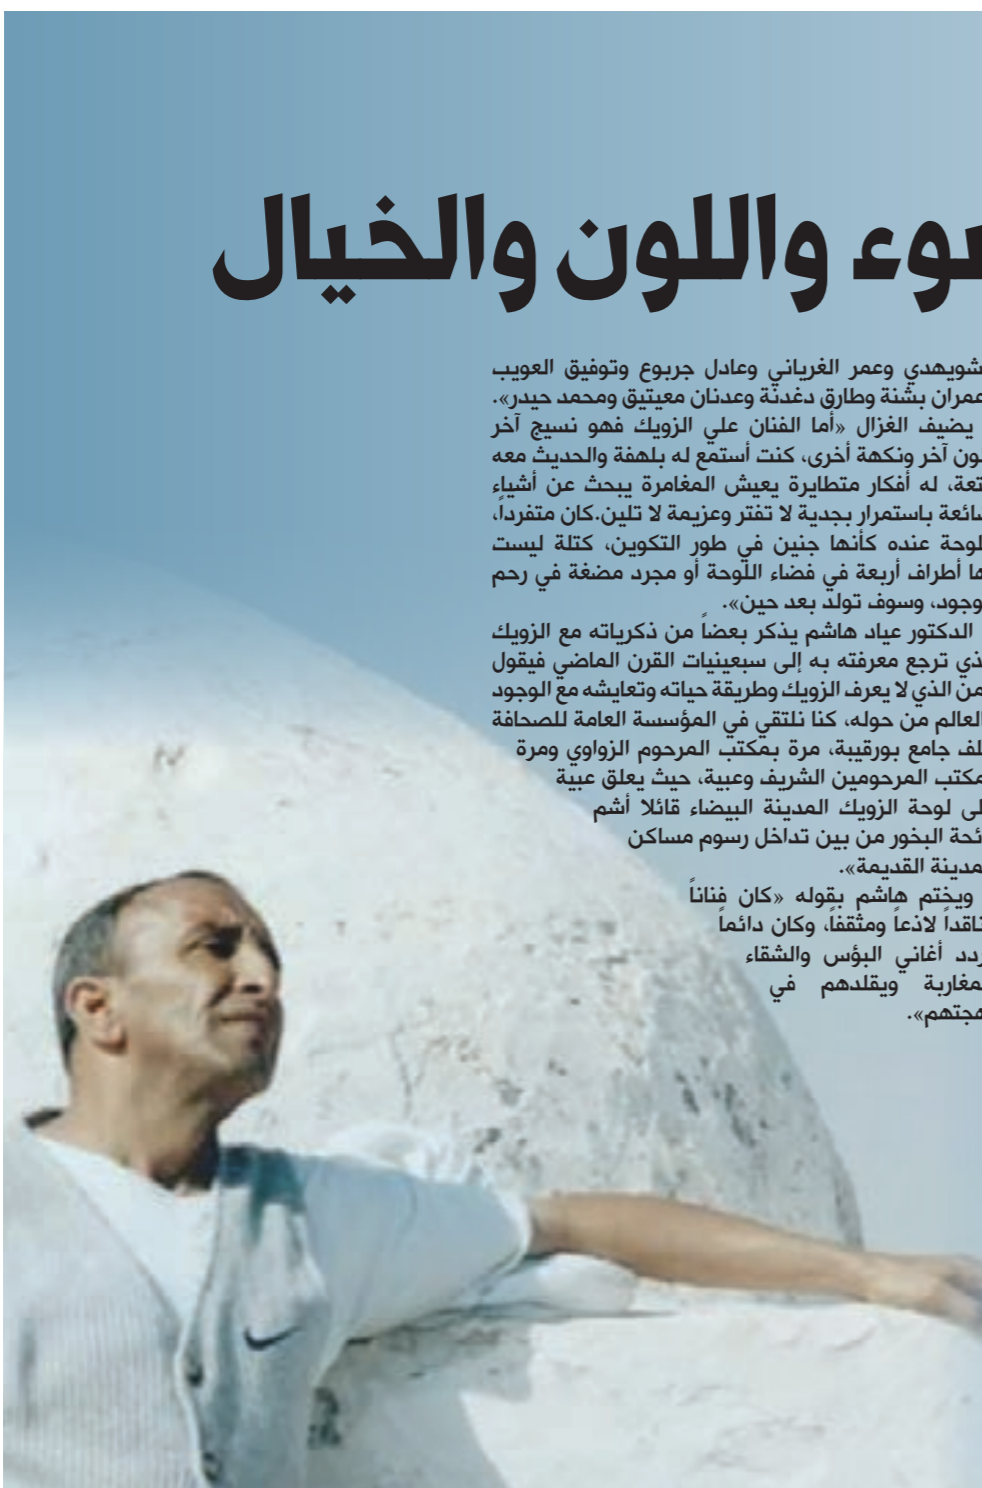 ـوء واللون والخيال
شويهدي وعمر الغرياني وعادل جربوع وتوفيق العويب
عمران بشنة وطارق دغدنة وعدنان معيتيق ومحمد حيدر».
يضيف الغزال «أما الفنان علي الزويك فهو نسيج آخر
لون آخر ونكهة أخرى، كنت أستمع له بلهفة والحديث معه
تعة، له أفكار متطايرة يعيش المغامرة يبحث عن أشياء
ضائعة باستمرار بجدية لا تفتر وعزيمة لا تلين.كان متفرداً،
للوحة عنده كأنها جنين في طور التكوين، كتلة ليست
ها أطراف أربعة في فضاء اللوحة أو مجرد مضغة في رحم
وجود، وسوف تولد بعد حين».
الدكتور عياد هاشم يذكر بعضاً من ذكرياته مع الزويك
ذي ترجع معرفته به إلى سبعينيات القرن الماضي فيقول
من الذي لا يعرف الزويك وطريقة حياته وتعايشه مع الوجود
العالم من حوله، كنا نلتقي في المؤسسة العامة للصحافة
لف جامع بورقيبة، مرة بمكتب المرحوم الزواوي ومرة
مكتب المرحومين الشريف وعبية، حيث يعلق عبية
لى لوحة الزويك المدينة البيضاء قائلا أشم
ئحة البخور من بين تداخل رسوم مساكن
مدينة القديمة».
ويختم هاشم بقوله «كان فناناً
ناقداً لاذعاً ومثقفاً، وكان دائماً
ردد أغاني البؤس والشقاء
مغاربة ويقلدهم في
هجتهم».